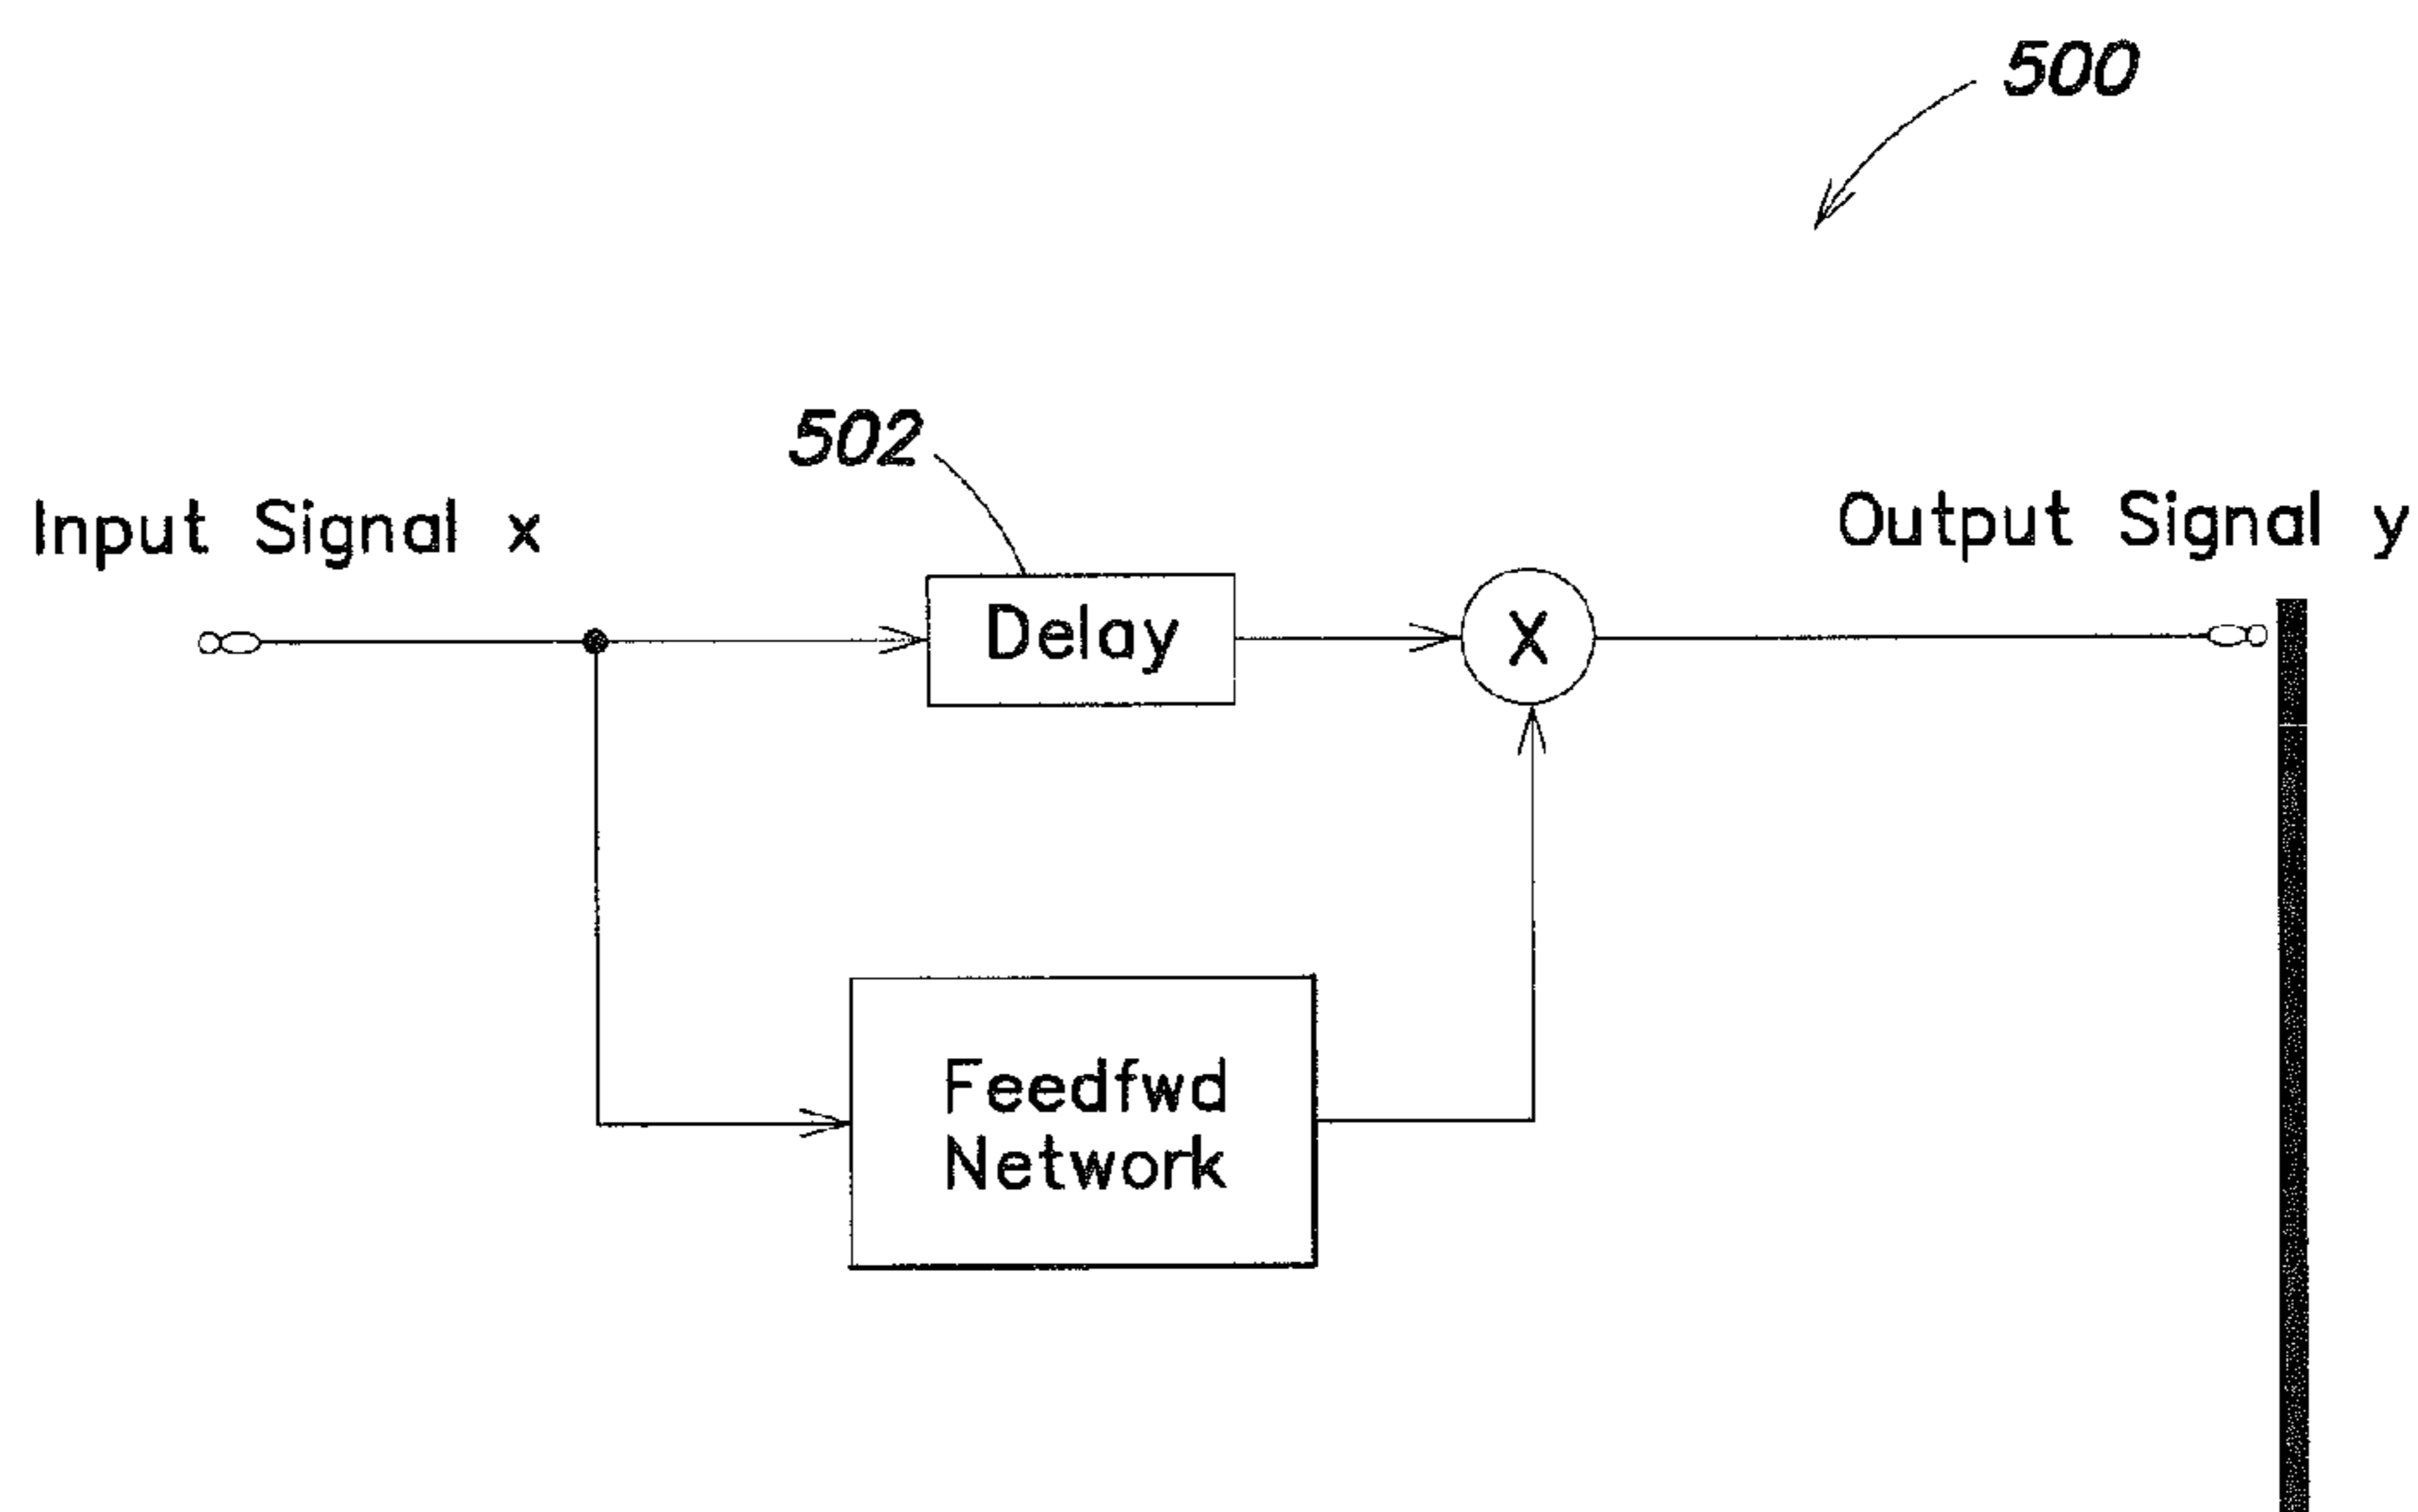 500
502
Input Signal x
Output Signal y
Delay
X
Feedfwd
Network